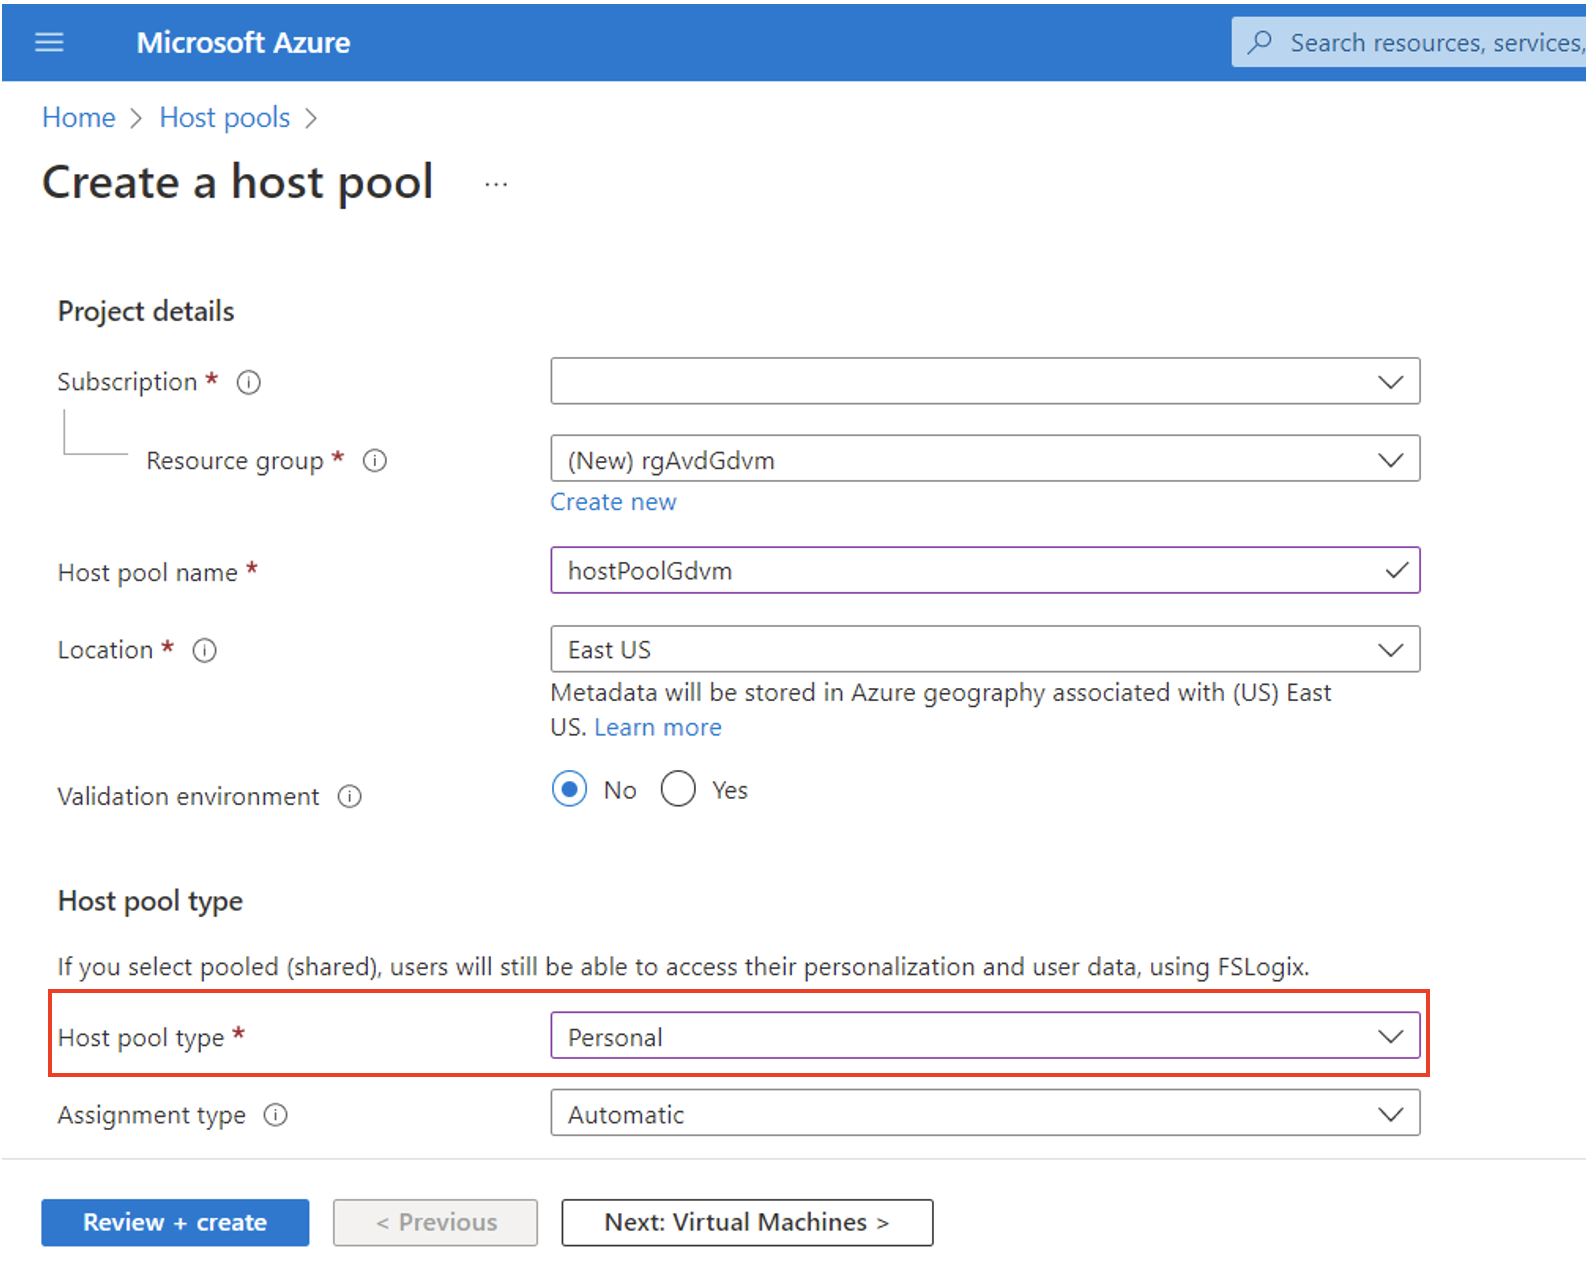 Microsoft Azure
Search resources, services,
Home > Host pools >
Create a host pool ...
Project details
Subscription *
Resource group *
(New) rgAvdGdvm
Create new
Host pool name *
hostPoolGdvm
Location *
East US
Metadata will be stored in Azure geography associated with (US) East
US. Learn more
Validation environment
No
Yes
Host pool type
If you select pooled (shared), users will still be able to access their personalization and user data, using FSLogix.
Host pool type *
Personal
Assignment type
Automatic
Review + create
< Previous
Next: Virtual Machines >